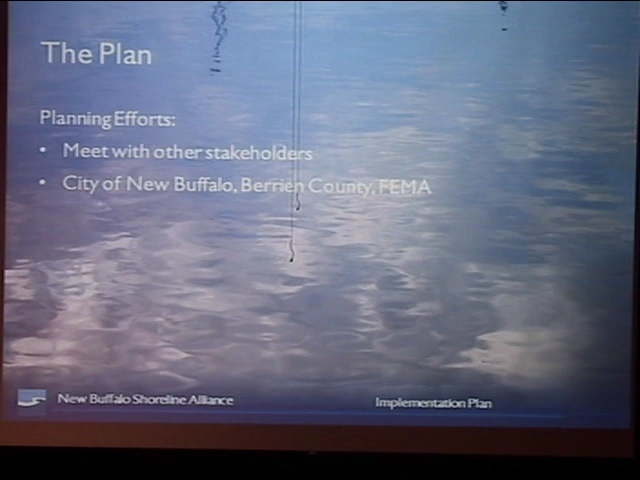 The Plan
Planning Efforts:
• Meet with other stakeholders
• City of New Buffalo, Berrien County, FEMA
New Buffalo Shoreline Alliance
Implementation Plan